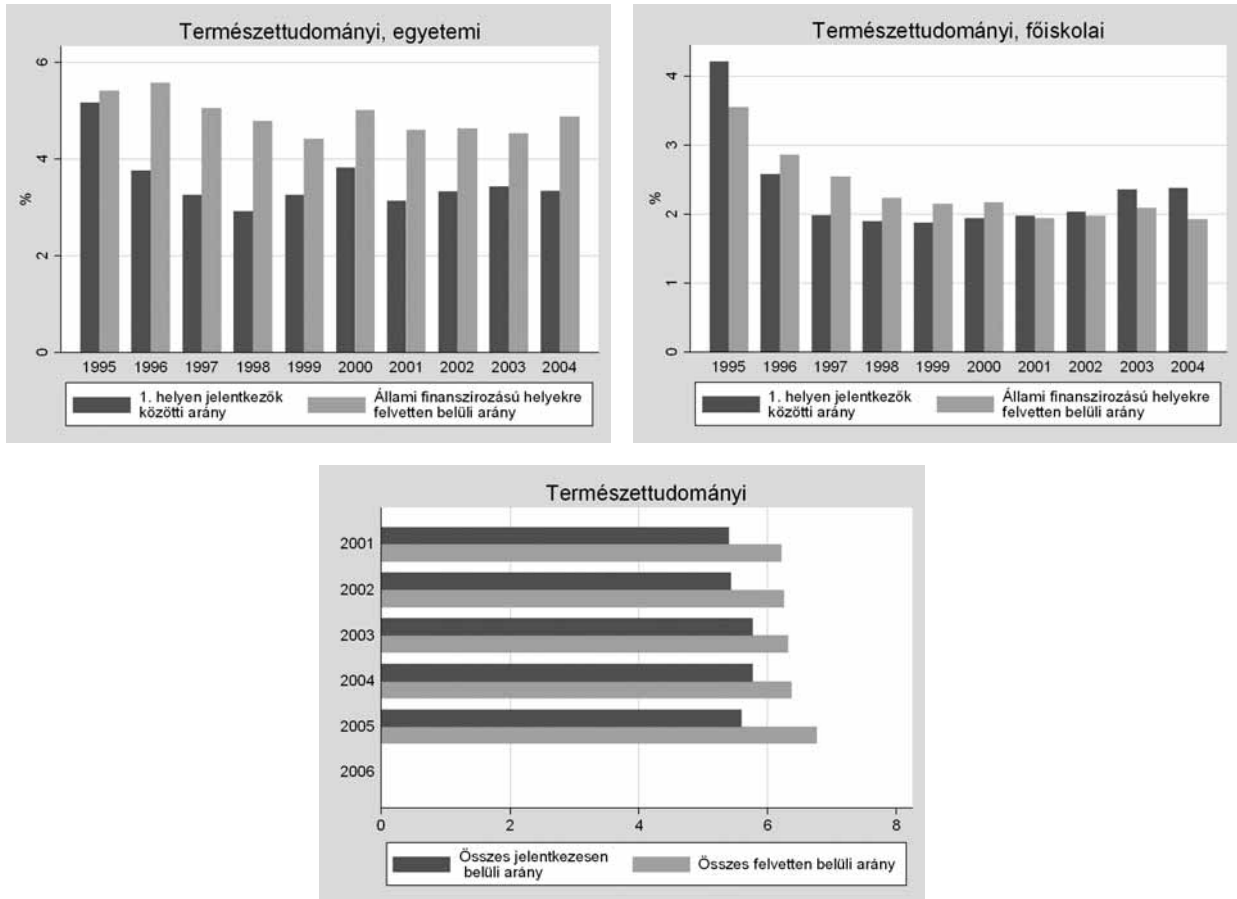 Természettudományi, egyetemi
6
4
%
2
0
1995 1996 1997 1998 1999 2000 2001 2002 2003 2004
1. helyen jelentkezők
közötti arány
Állami finanszírozású helyekre
felvetten belüli arány
Természettudományi, főiskolai
4
3
%
2
1
0
1995 1996 1997 1998 1999 2000 2001 2002 2003 2004
1. helyen jelentkezők
közötti arány
Állami finanszírozású helyekre
felvetten belüli arány
Természettudományi
2001
2002
2003
2004
2005
2006
0 2 4 6 8
Összes jelentkezesen
belüli arány
Összes felvetten belüli arány